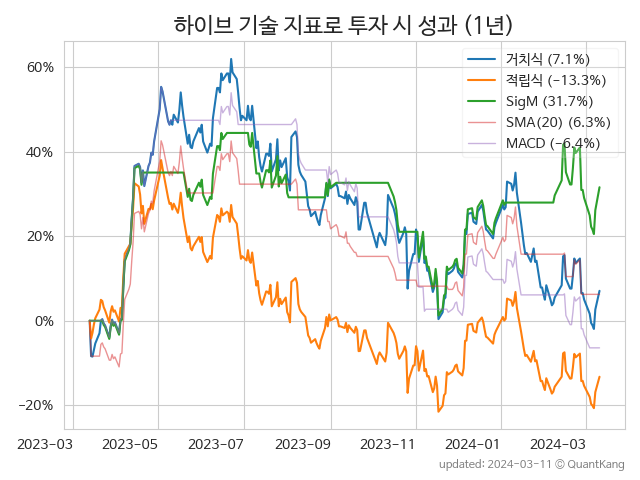 하이브 기술 지표로 투자 시 성과 (1년)
60%
40%
20%
0%
−20%
거치식 (7.1%)
적립식 (−13.3%)
SigM (31.7%)
SMA(20) (6.3%)
MACD (−6.4%)
2023-03
2023-05
2023-07
2023-09
2023-11
2024-01
2024-03
updated: 2024-03-11 ⓒ QuantKang